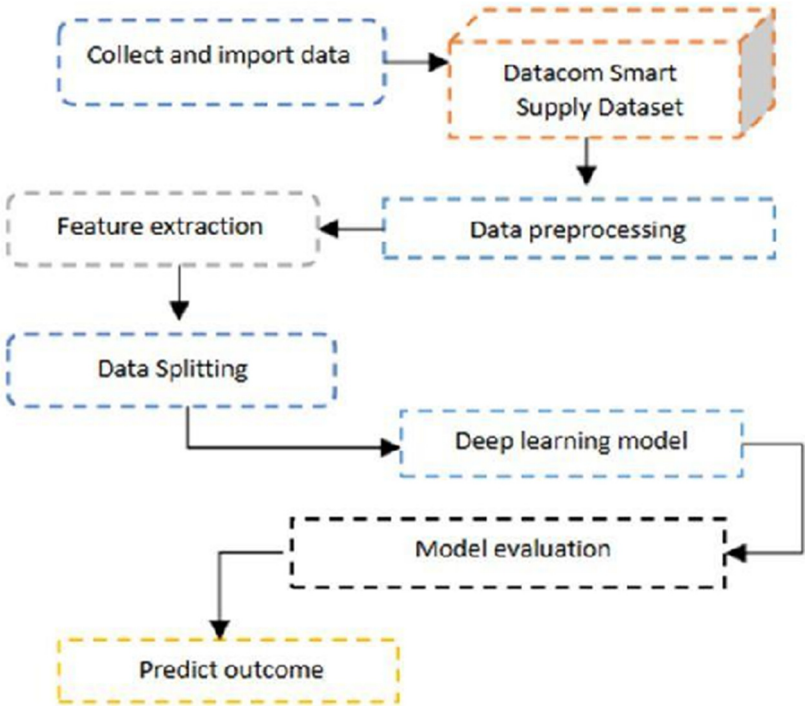 Collect and import data
Datacom Smart
Supply Dataset
Data preprocessing
Feature extraction
Data Splitting
Deep learning model
Model evaluation
Predict outcome